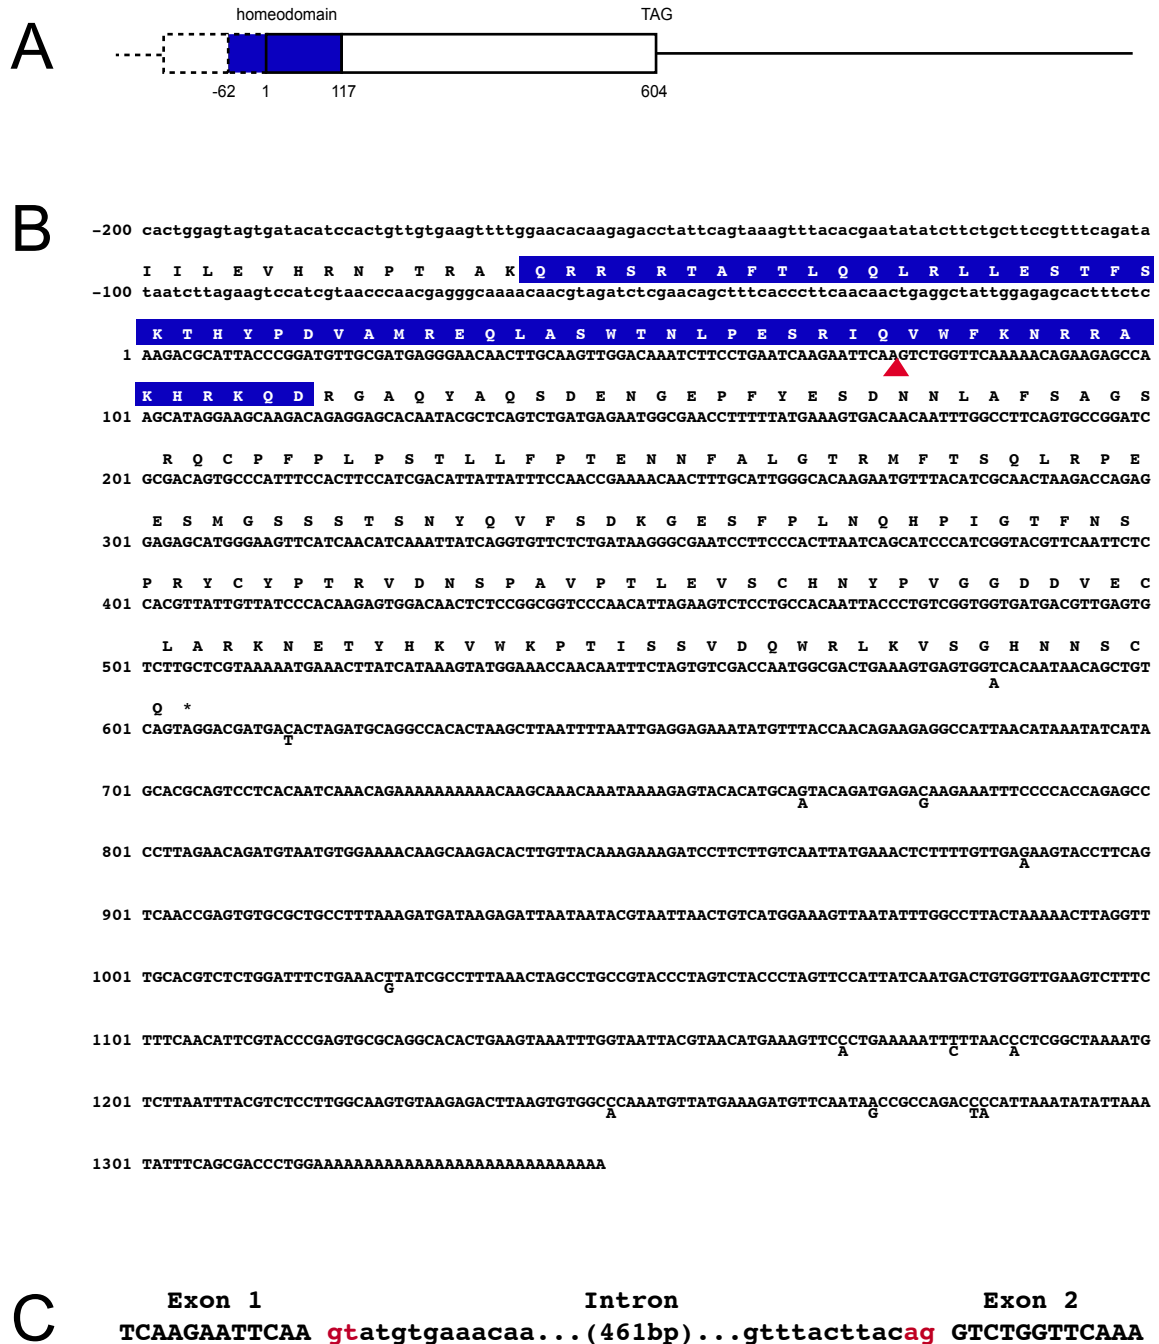 A
homeodomain TAG
-62 1 117 604
B
-200 cactggagtagtgatacatccactgttgtgaagttttggaacacaagagacctattcagtaaagtttacacgaatatatcttctgcttccgtttcagata
I I L E V H R N P T R A K Q R R S R T A F T L Q Q L R L L E S T F S
-100 taatcttagaagtccatcgtaacccaacgagggcaaaacaacgtagatctcgaacagctttcacccttcaacaactgaggctattggagagcactttctc
K T H Y P D V A M R E Q L A S W T N L P E S R I Q V W F K N R R A
1 AAGACGCATTACCCGGATGTTGCGATGAGGGAACAACTTGCAAGTTGGACAAATCTTCCTGAATCAAGAATTCAAGTCTGGTTCAAAAACAGAAGAGCCA
K H R K Q D R G A Q Y A Q S D E N G E P F Y E S D N N L A F S A G S
101 AGCATAGGAAGCAAGACAGAGGAGCACAATACGCTCAGTCTGATGAGAATGGCGAACCTTTTTATGAAAGTGACAACAATTTGGCCTTCAGTGCCGGATC
R Q C P F P L P S T L L F P T E N N F A L G T R M F T S Q L R P E
201 GCGACAGTGCCCATTTCCACTTCCATCGACATTATTATTTCCAACCGAAAACAACTTTGCATTGGGCACAAGAATGTTTACATCGCAACTAAGACCAGAG
E S M G S S S T S N Y Q V F S D K G E S F P L N Q H P I G T F N S
301 GAGAGCATGGGAAGTTCATCAACATCAAATTATCAGGTGTTCTCTGATAAGGGCGAATCCTTCCCACTTAATCAGCATCCCATCGGTACGTTCAATTCTC
P R Y C Y P T R V D N S P A V P T L E V S C H N Y P V G G D D V E C
401 CACGTTATTGTTATCCCACAAGAGTGGACAACTCTCCGGCGGTCCCAACATTAGAAGTCTCCTGCCACAATTACCCTGTCGGTGGTGATGACGTTGAGTG
L A R K N E T Y H K V W K P T I S S V D Q W R L K V S G H N N S C
501 TCTTGCTCGTAAAAATGAAACTTATCATAAAGTATGGAAACCAACAATTTCTAGTGTCGACCAATGGCGACTGAAAGTGAGTGGTCACAATAACAGCTGT
A
Q *
601 CAGTAGGACGATGACACTAGATGCAGGCCACACTAAGCTTAATTTTAATTGAGGAGAAATATGTTTACCAACAGAAGAGGCCATTAACATAAATATCATA
T
701 GCACGCAGTCCTCACAATCAAACAGAAAAAAAAAACAAGCAAACAAATAAAAGAGTACACATGCAGTACAGATGAGACAAGAAATTTCCCCACCAGAGCC
A G
801 CCTTAGAACAGATGTAATGTGGAAAACAAGCAAGACACTTGTTACAAAGAAAGATCCTTCTTGTCAATTATGAAACTCTTTTGTTGAGAAGTACCTTCAG
A
901 TCAACCGAGTGTGCGCTGCCTTTAAAGATGATAAGAGATTAATAATACGTAATTAACTGTCATGGAAAGTTAATATTTGGCCTTACTAAAAACTTAGGTT
1001 TGCACGTCTCTGGATTTCTGAAACTTATCGCCTTTAAACTAGCCTGCCGTACCCTAGTCTACCCTAGTTCCATTATCAATGACTGTGGTTGAAGTCTTTC
G
1101 TTTCAACATTCGTACCCGAGTGCGCAGGCACACTGAAGTAAATTTGGTAATTACGTAACATGAAAGTTCCCTGAAAAATTTTTAACCCTCGGCTAAAATG
A C A
1201 TCTTAATTTACGTCTCCTTGGCAAGTGTAAGAGACTTAAGTGTGGCCCAAATGTTATGAAAGATGTTCAATAACCGCCAGACCCCATTAAATATATTAAA
A G TA
1301 TATTTCAGCGACCCTGGAAAAAAAAAAAAAAAAAAAAAAAAAAAAA
C
Exon 1 Intron Exon 2
TCAAGAATTCAA gtatgtgaaacaa...(461bp)...gtttacttacag GTCTGGTTCAAA